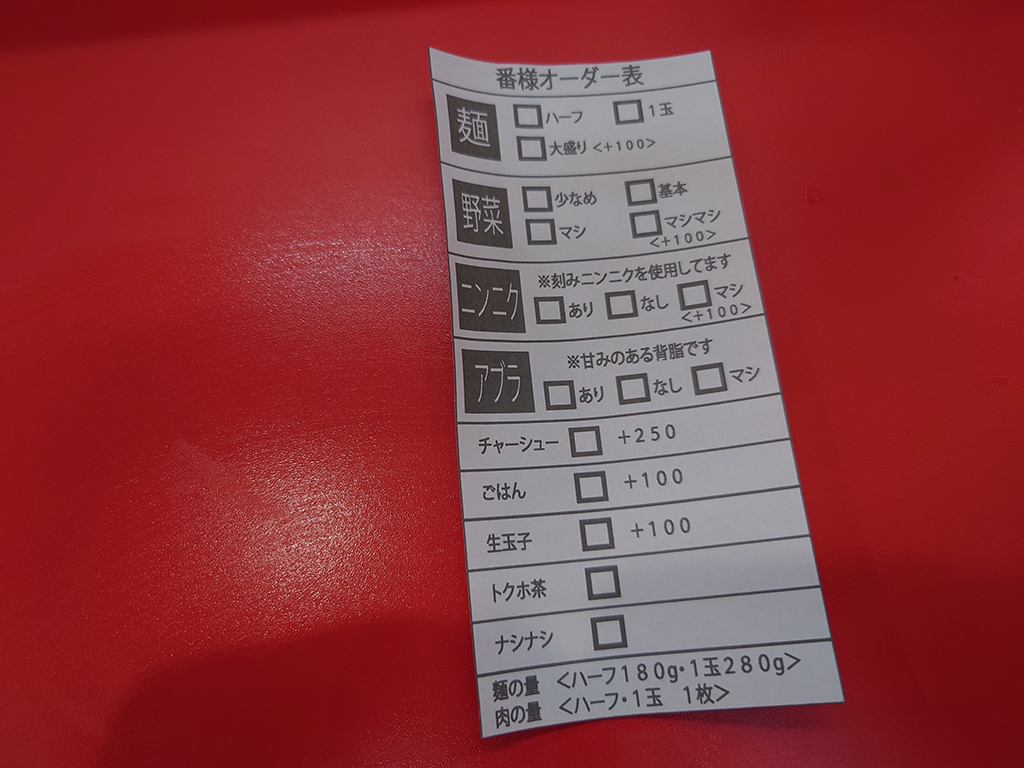 番様オーダー表
麺 □ハーフ □1玉
□大盛り <+100>
野菜 □少なめ □基本
□マシ □マシマシ
<+100>
ニンニク ※刻みニンニクを使用してます
□あり □なし □マシ
<+100>
アブラ ※甘みのある背脂です
□あり □なし □マシ
チャーシュー □ +250
ごはん □ +100
生玉子 □ +100
トクホ茶 □
ナシナシ □
麺の量 <ハーフ180g・1玉280g>
肉の量 <ハーフ・1玉 1枚>